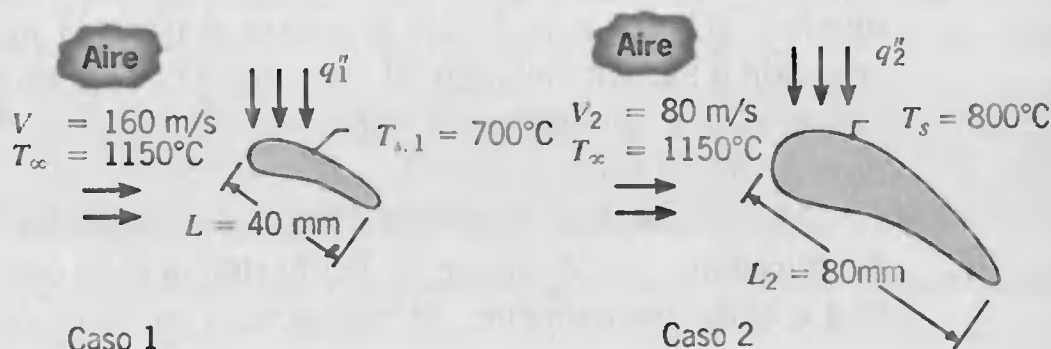 Aire
q″₁
V = 160 m/s
T∞ = 1150°C
Tₛ,₁ = 700°C
L = 40 mm
Caso 1
Aire
q″₂
V₂ = 80 m/s
T∞ = 1150°C
Tₛ = 800°C
L₂ = 80mm
Caso 2